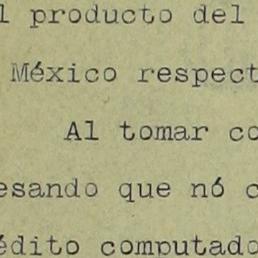 l producto del
México respect
Al tomar co
esando que nó c
édito computado